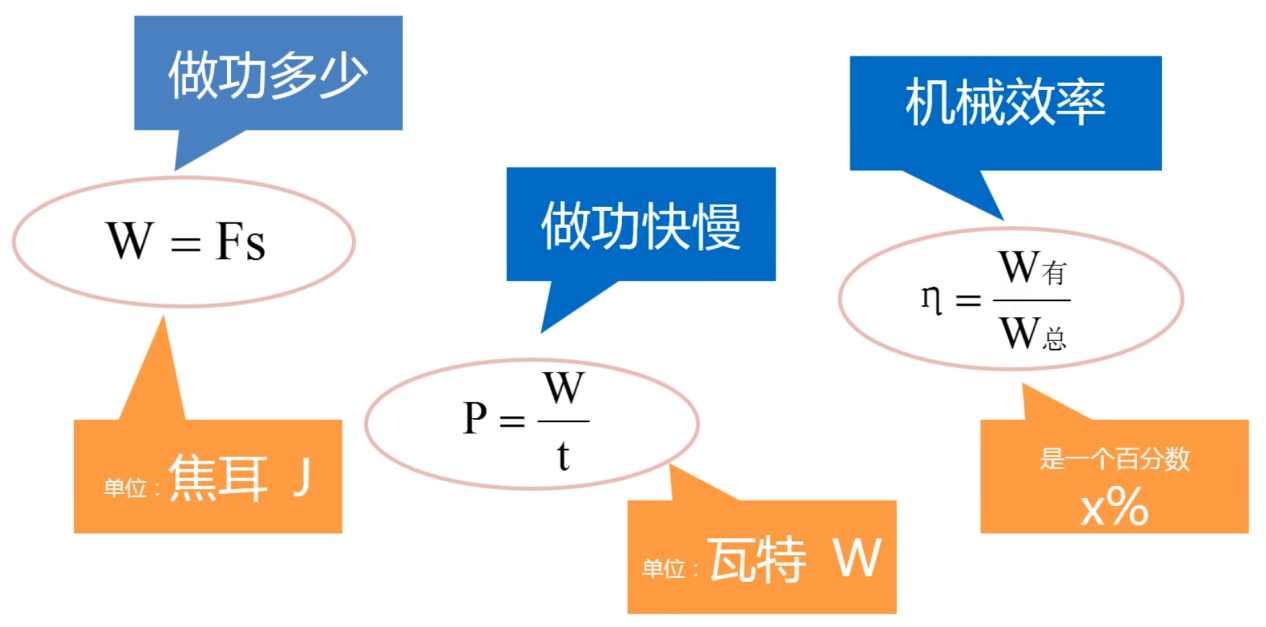 做功多少
W = Fs
单位：焦耳 J
做功快慢
P = W/t
单位：瓦特 W
机械效率
η = W有/W总
是一个百分数
x%